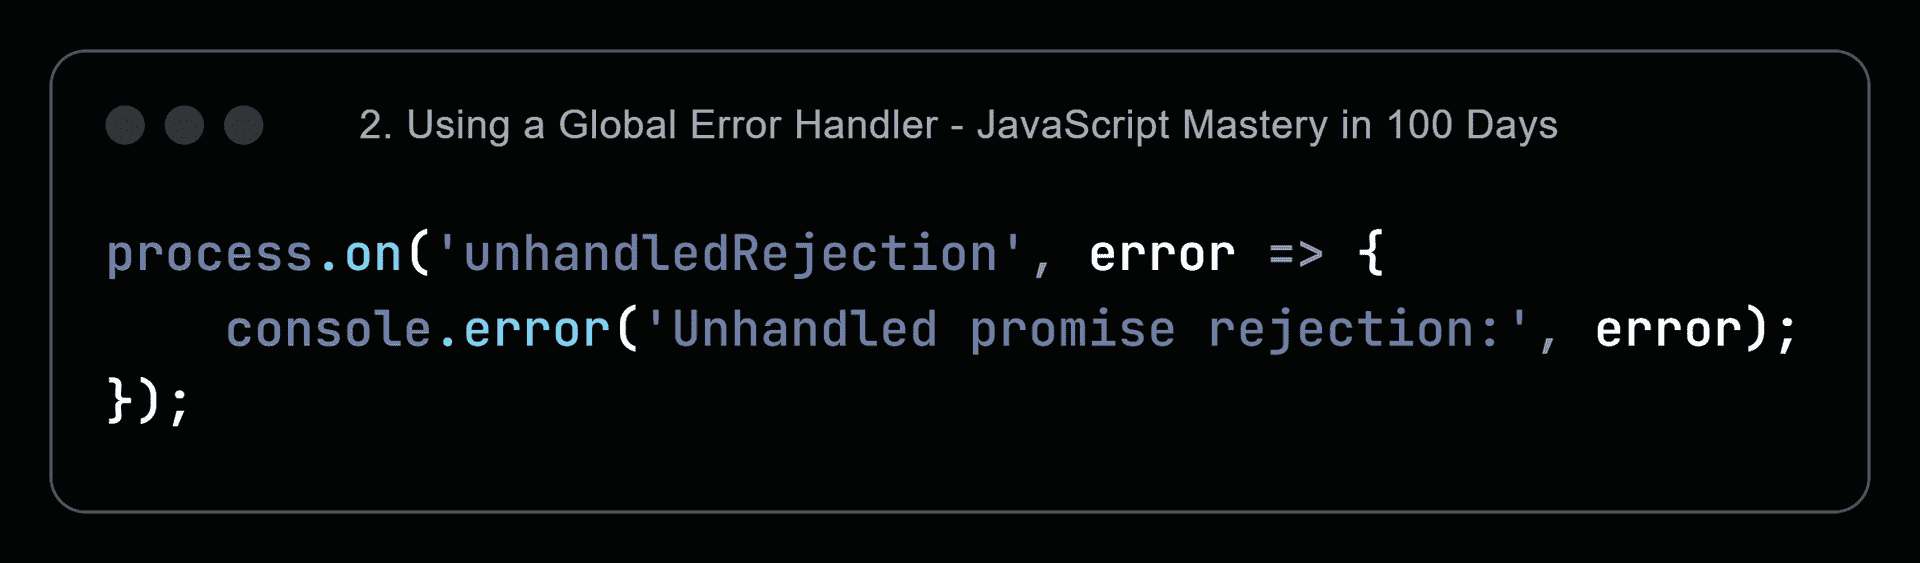 2. Using a Global Error Handler - JavaScript Mastery in 100 Days
process.on('unhandledRejection', error => {
    console.error('Unhandled promise rejection:', error);
});